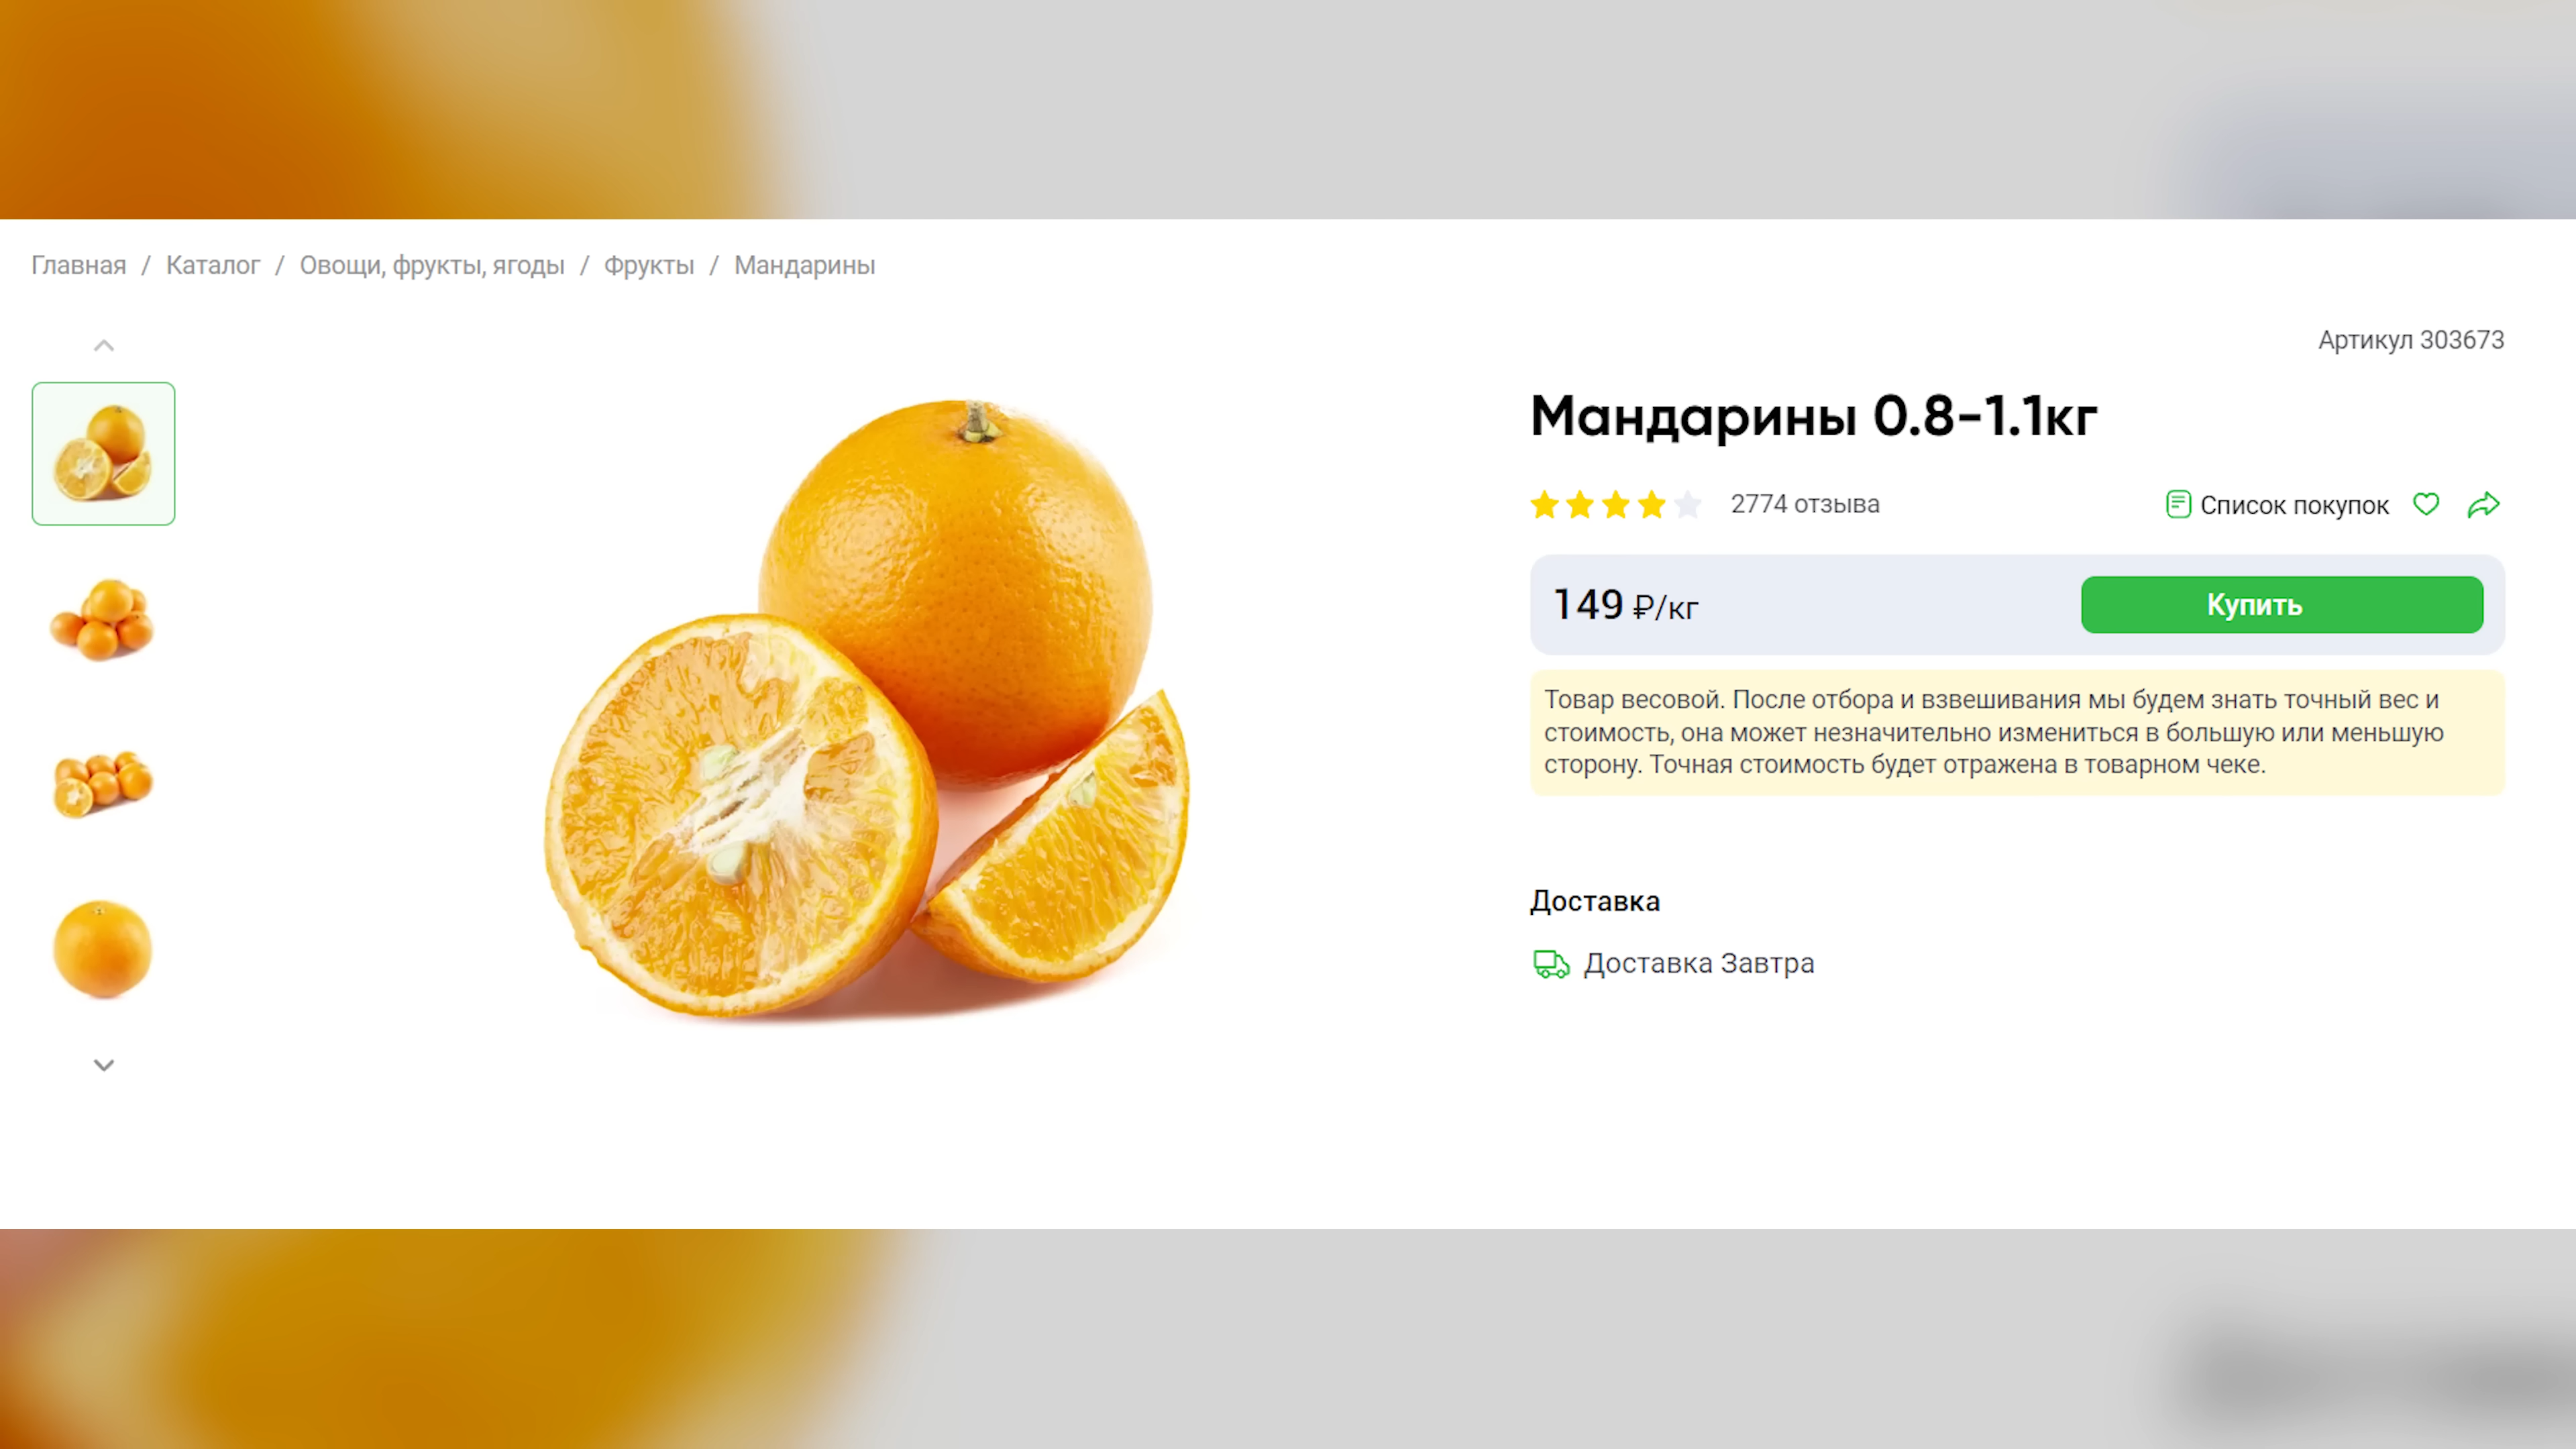 Главная / Каталог / Овощи, фрукты, ягоды / Фрукты / Мандарины
Артикул 303673
Мандарины 0.8-1.1кг
2774 отзыва
Список покупок
149 ₽/кг
Купить
Товар весовой. После отбора и взвешивания мы будем знать точный вес и
стоимость, она может незначительно измениться в большую или меньшую
сторону. Точная стоимость будет отражена в товарном чеке.
Доставка
Доставка Завтра